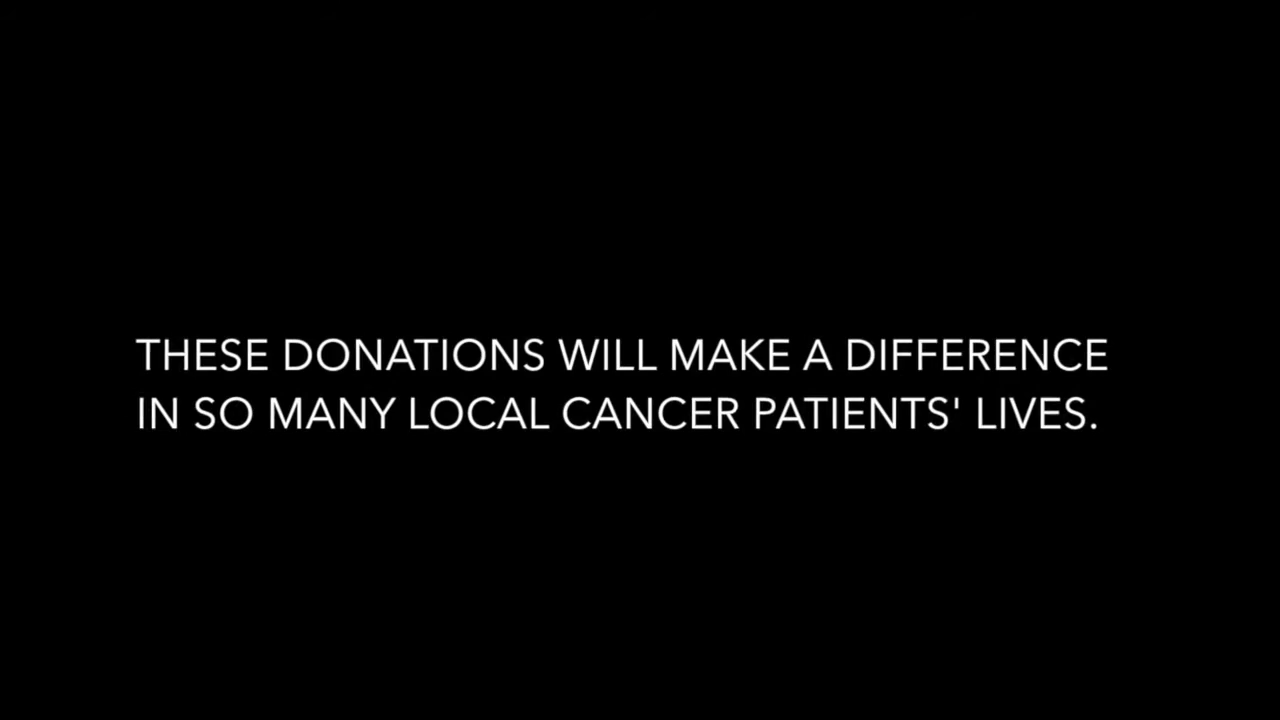 THESE DONATIONS WILL MAKE A DIFFERENCE
IN SO MANY LOCAL CANCER PATIENTS' LIVES.